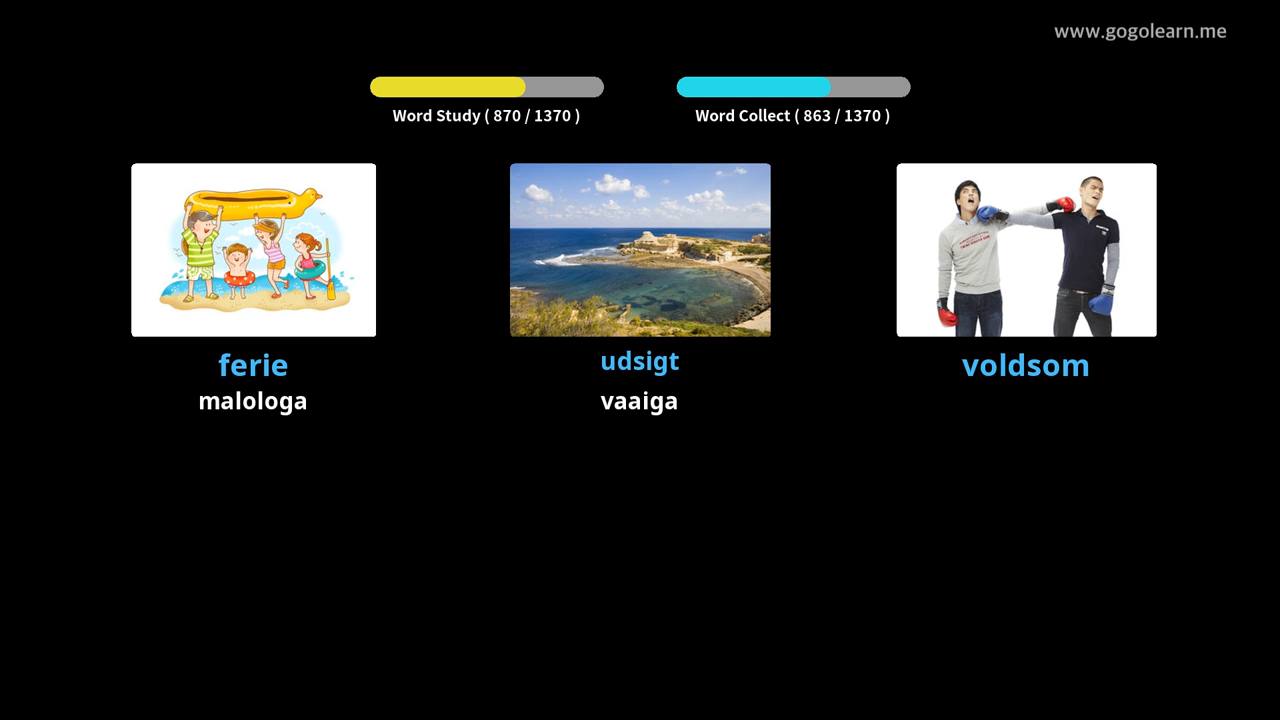 www.gogolearn.me
Word Study ( 870 / 1370 )
Word Collect ( 863 / 1370 )
ferie
malologa
udsigt
vaaiga
voldsom